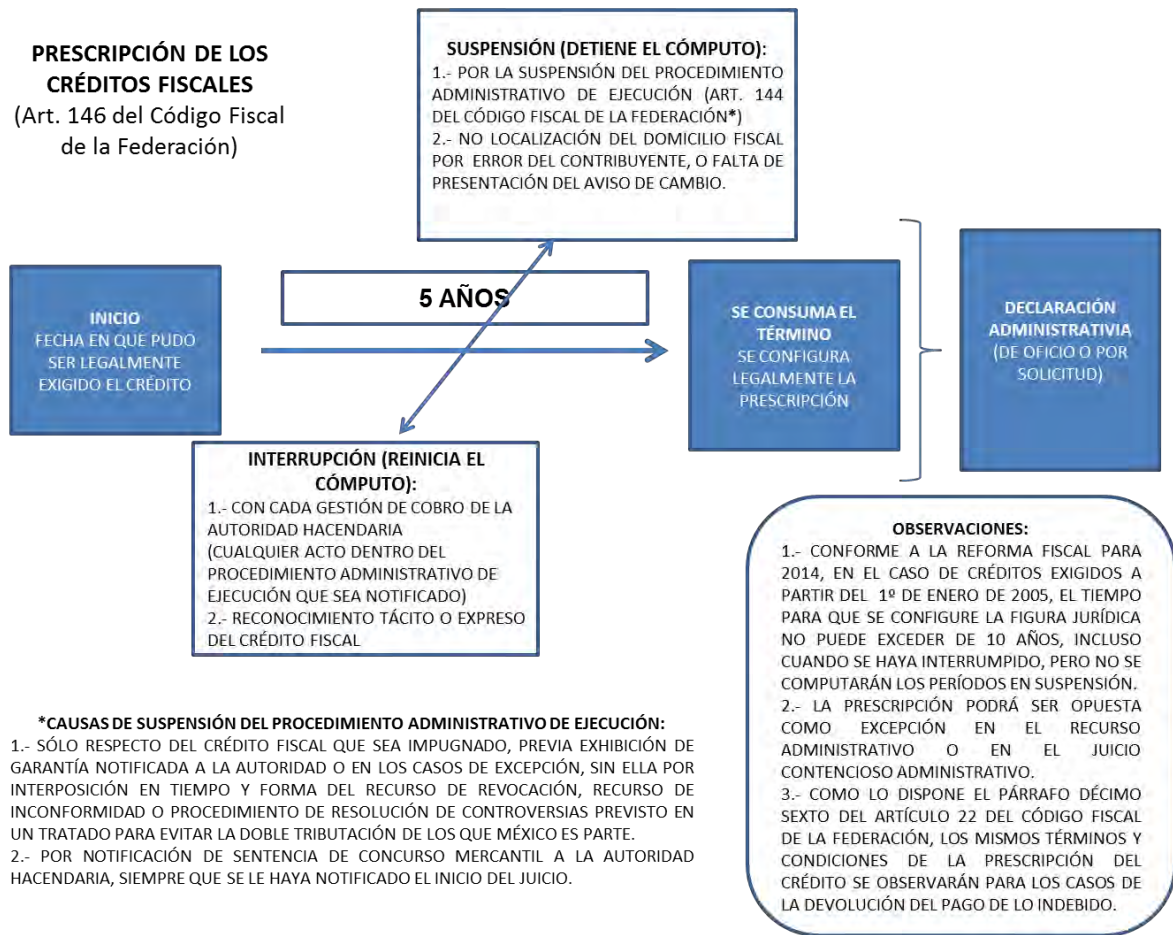 PRESCRIPCIÓN DE LOS
CRÉDITOS FISCALES
(Art. 146 del Código Fiscal
de la Federación)
SUSPENSIÓN (DETIENE EL CÓMPUTO):
1.- POR LA SUSPENSIÓN DEL PROCEDIMIENTO
ADMINISTRATIVO DE EJECUCIÓN (ART. 144
DEL CÓDIGO FISCAL DE LA FEDERACIÓN*)
2.- NO LOCALIZACIÓN DEL DOMICILIO FISCAL
POR ERROR DEL CONTRIBUYENTE, O FALTA DE
PRESENTACIÓN DEL AVISO DE CAMBIO.
INICIO
FECHA EN QUE PUDO
SER LEGALMENTE
EXIGIDO EL CRÉDITO
5 AÑOS
SE CONSUMA EL
TÉRMINO
SE CONFIGURA
LEGALMENTE LA
PRESCRIPCIÓN
DECLARACIÓN
ADMINISTRATIVIA
(DE OFICIO O POR
SOLICITUD)
INTERRUPCIÓN (REINICIA EL
CÓMPUTO):
1.- CON CADA GESTIÓN DE COBRO DE LA
AUTORIDAD HACENDARIA
(CUALQUIER ACTO DENTRO DEL
PROCEDIMIENTO ADMINISTRATIVO DE
EJECUCIÓN QUE SEA NOTIFICADO)
2.- RECONOCIMIENTO TÁCITO O EXPRESO
DEL CRÉDITO FISCAL
OBSERVACIONES:
1.- CONFORME A LA REFORMA FISCAL PARA
2014, EN EL CASO DE CRÉDITOS EXIGIDOS A
PARTIR DEL 1º DE ENERO DE 2005, EL TIEMPO
PARA QUE SE CONFIGURE LA FIGURA JURÍDICA
NO PUEDE EXCEDER DE 10 AÑOS, INCLUSO
CUANDO SE HAYA INTERRUMPIDO, PERO NO SE
COMPUTARÁN LOS PERÍODOS EN SUSPENSIÓN.
2.- LA PRESCRIPCIÓN PODRÁ SER OPUESTA
COMO EXCEPCIÓN EN EL RECURSO
ADMINISTRATIVO O EN EL JUICIO
CONTENCIOSO ADMINISTRATIVO.
3.- COMO LO DISPONE EL PÁRRAFO DÉCIMO
SEXTO DEL ARTÍCULO 22 DEL CÓDIGO FISCAL
DE LA FEDERACIÓN, LOS MISMOS TÉRMINOS Y
CONDICIONES DE LA PRESCRIPCIÓN DEL
CRÉDITO SE OBSERVARÁN PARA LOS CASOS DE
LA DEVOLUCIÓN DEL PAGO DE LO INDEBIDO.
*CAUSAS DE SUSPENSIÓN DEL PROCEDIMIENTO ADMINISTRATIVO DE EJECUCIÓN:
1.- SÓLO RESPECTO DEL CRÉDITO FISCAL QUE SEA IMPUGNADO, PREVIA EXHIBICIÓN DE
GARANTÍA NOTIFICADA A LA AUTORIDAD O EN LOS CASOS DE EXCEPCIÓN, SIN ELLA POR
INTERPOSICIÓN EN TIEMPO Y FORMA DEL RECURSO DE REVOCACIÓN, RECURSO DE
INCONFORMIDAD O PROCEDIMIENTO DE RESOLUCIÓN DE CONTROVERSIAS PREVISTO EN
UN TRATADO PARA EVITAR LA DOBLE TRIBUTACIÓN DE LOS QUE MÉXICO ES PARTE.
2.- POR NOTIFICACIÓN DE SENTENCIA DE CONCURSO MERCANTIL A LA AUTORIDAD
HACENDARIA, SIEMPRE QUE SE LE HAYA NOTIFICADO EL INICIO DEL JUICIO.